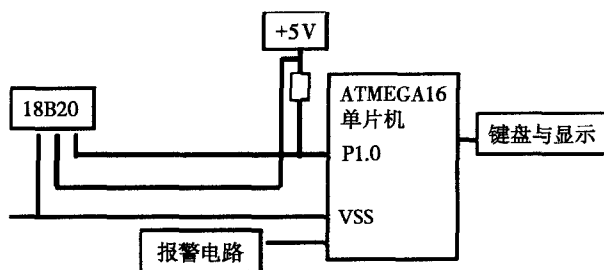 +5V
18B20
ATMEGA16
单片机
P1.0
键盘与显示
VSS
报警电路